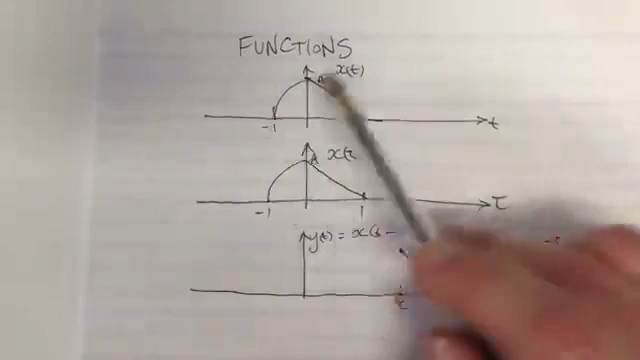 FUNCTIONS
A x(t)
-1 t
A x(τ
-1 1 τ
y(t) = x(t-
τ